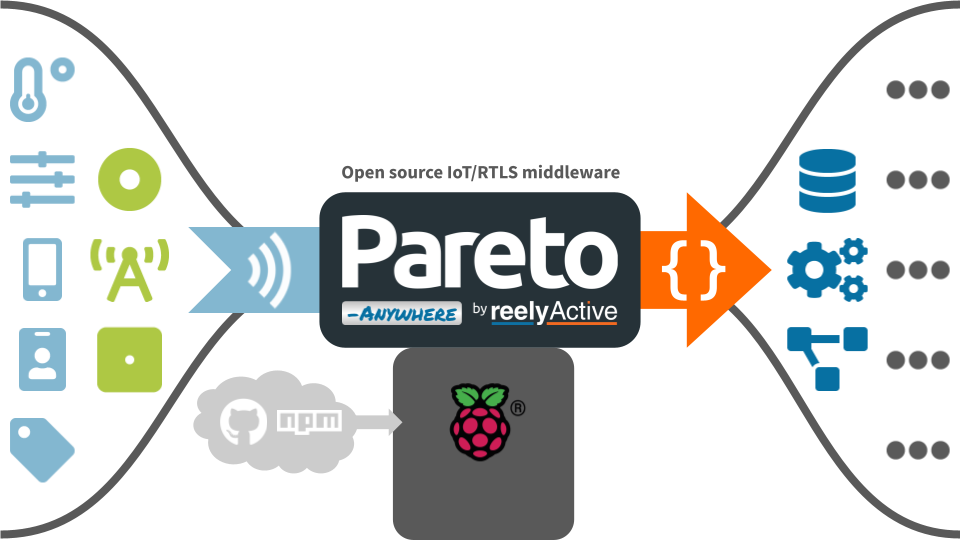 Open source IoT/RTLS middleware
Pareto
-ANYWHERE by reelyActive
{}
npm
®